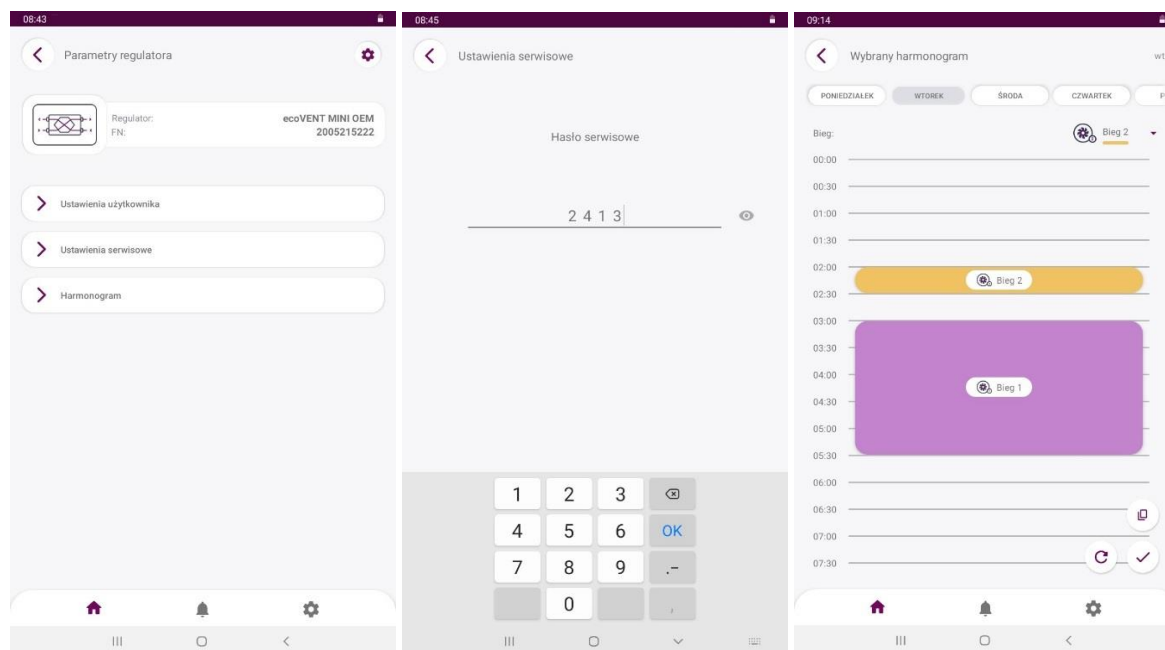 08:43
Parametry regulatora
Regulator: ecoVENT MINI OEM
FN: 2005215222
Ustawienia użytkownika
Ustawienia serwisowe
Harmonogram
08:45
Ustawienia serwisowe
Hasło serwisowe
2 4 1 3
1 2 3
4 5 6 OK
7 8 9 .-
0 ,
09:14
Wybrany harmonogram wt
PONIEDZIAŁEK WTOREK ŚRODA CZWARTEK P
Bieg: Bieg 2
00:00
00:30
01:00
01:30
02:00
Bieg 2
02:30
03:00
03:30
04:00
Bieg 1
04:30
05:00
05:30
06:00
06:30
07:00
07:30